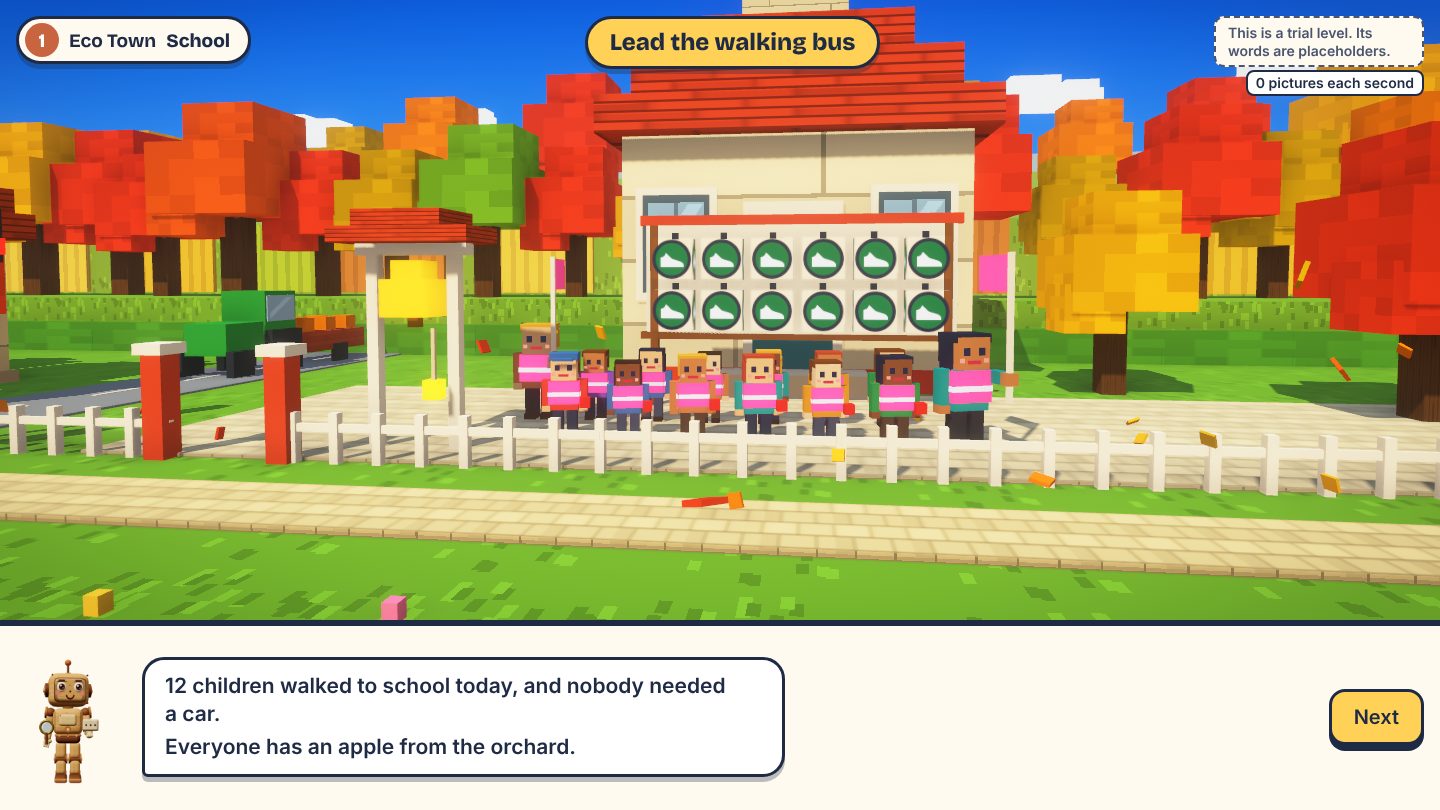 1 Eco Town School
Lead the walking bus
This is a trial level. Its
words are placeholders.
0 pictures each second
12 children walked to school today, and nobody needed
a car.
Everyone has an apple from the orchard.
Next